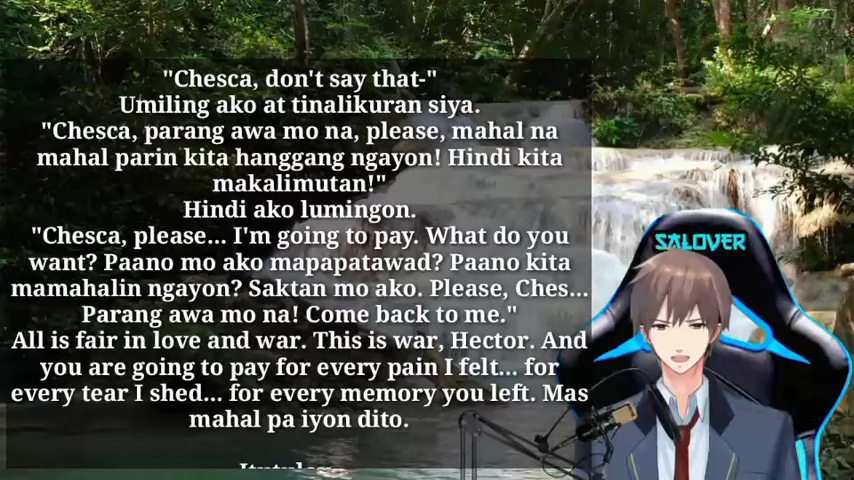 "Chesca, don't say that-"
Umiling ako at tinalikuran siya.
"Chesca, parang awa mo na, please, mahal na
mahal parin kita hanggang ngayon! Hindi kita
makalimutan!"
Hindi ako lumingon.
"Chesca, please... I'm going to pay. What do you
want? Paano mo ako mapapatawad? Paano kita
mamahalin ngayon? Saktan mo ako. Please, Ches...
Parang awa mo na! Come back to me."
All is fair in love and war. This is war, Hector. And
you are going to pay for every pain I felt... for
every tear I shed... for every memory you left. Mas
mahal pa iyon dito.
SALOVER